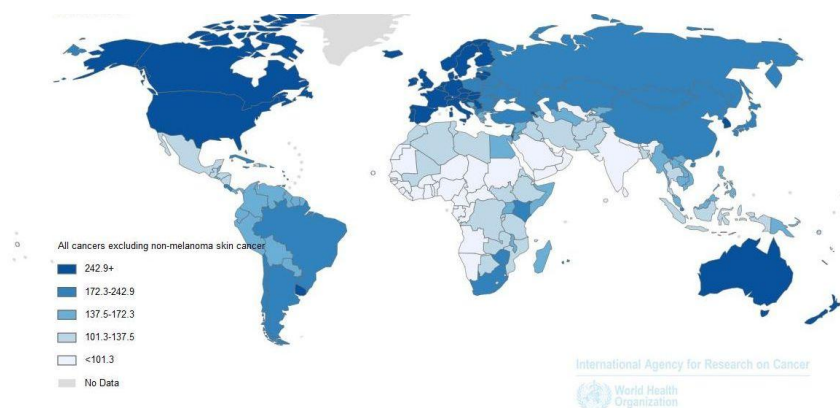 All cancers excluding non-melanoma skin cancer
242.9+
172.3-242.9
137.5-172.3
101.3-137.5
<101.3
No Data
International Agency for Research on Cancer
World Health
Organization